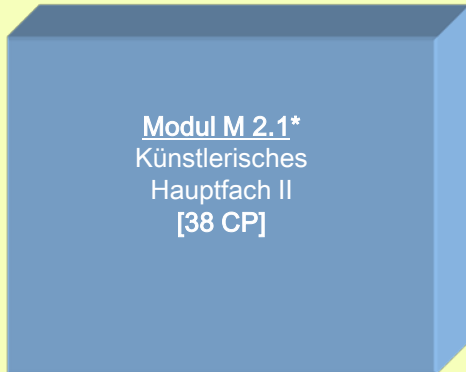 Modul M 2.1*
Künstlerisches
Hauptfach II
[38 CP]